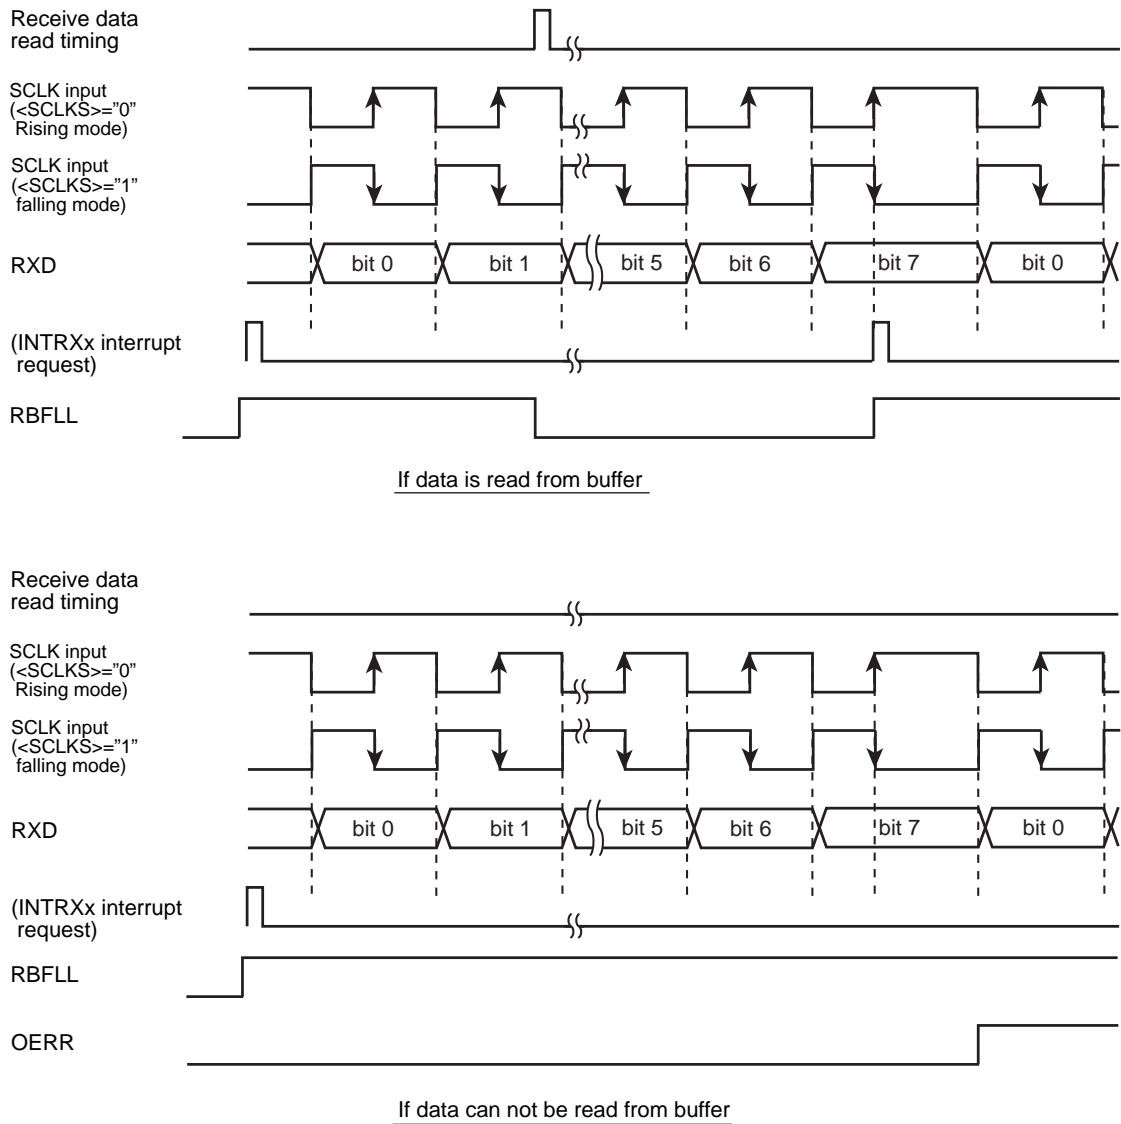 Receive data
read timing
SCLK input
(<SCLKS>=”0”
Rising mode)
SCLK input
(<SCLKS>=”1”
falling mode)
RXD
bit 0
bit 1
bit 5
bit 6
bit 7
bit 0
(INTRXx interrupt
request)
RBFLL
If data is read from buffer
Receive data
read timing
SCLK input
(<SCLKS>=”0”
Rising mode)
SCLK input
(<SCLKS>=”1”
falling mode)
RXD
bit 0
bit 1
bit 5
bit 6
bit 7
bit 0
(INTRXx interrupt
request)
RBFLL
OERR
If data can not be read from buffer